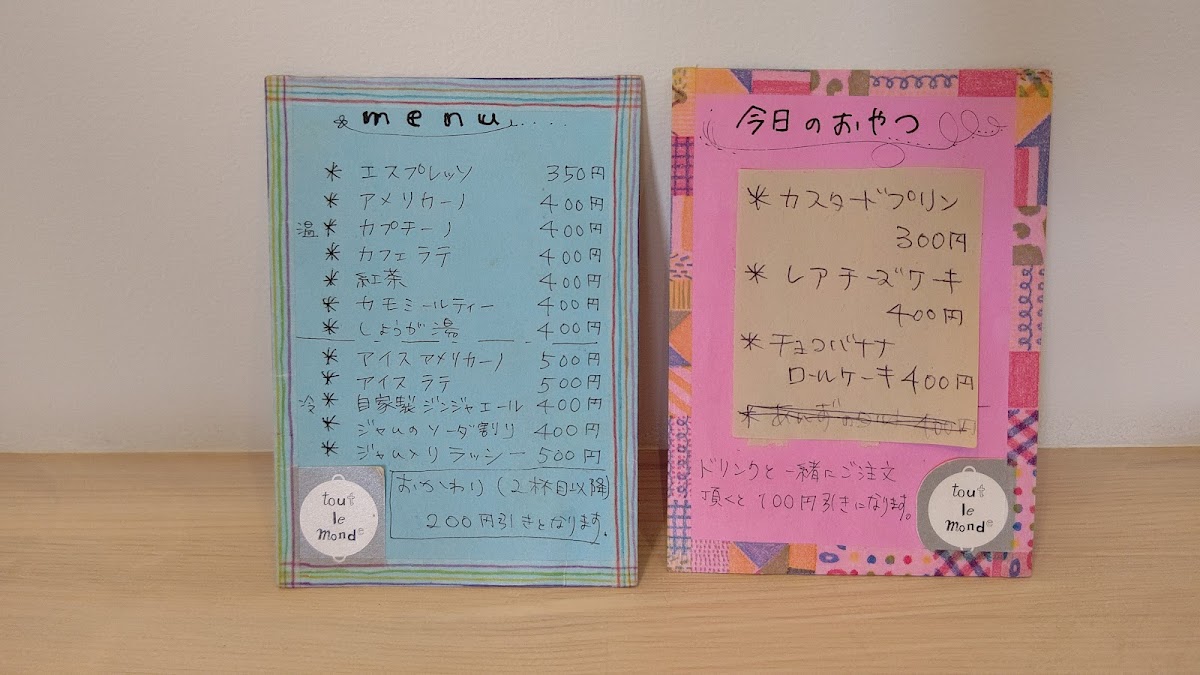 menu
* エスプレッソ 350円
* アメリカーノ 400円
温 * カプチーノ 400円
* カフェラテ 400円
* 紅茶 400円
* カモミールティー 400円
* しょうが湯 400円
* アイスアメリカーノ 500円
* アイスラテ 500円
冷 * 自家製ジンジャエール 400円
* ジャムのソーダ割り 400円
* ジャム入りラッシー 500円
おかわり(2杯目以降)
200円引きとなります。
tout
le
monde
今日のおやつ
* カスタードプリン
300円
* レアチーズケーキ
400円
* チョコバナナ
ロールケーキ 400円
* 400円
ドリンクと一緒にご注文
頂くと100円引きになります。
tout
le
monde